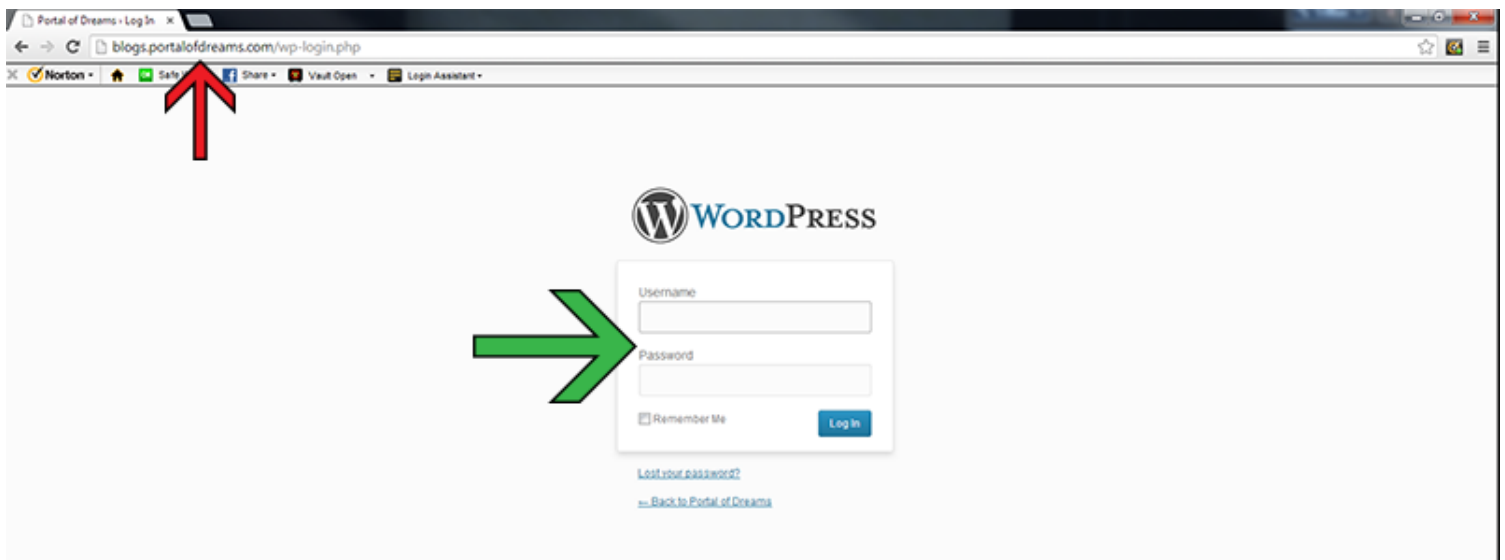 Portal of Dreams › Log In
blogs.portalofdreams.com/wp-login.php
Norton Safe Share Vault Open Login Assistant
WORDPRESS
Username
Password
Remember Me Log In
Lost your password?
← Back to Portal of Dreams